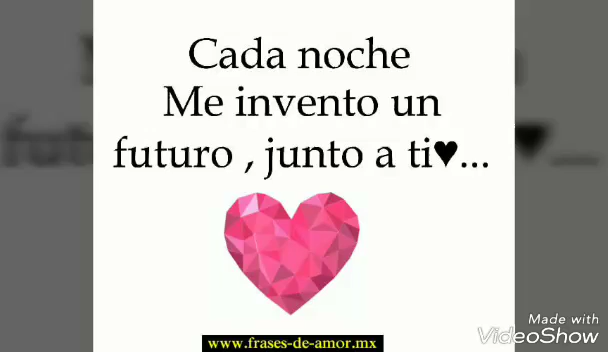 Cada noche
Me invento un
futuro , junto a ti♥...
www.frases-de-amor.mx
Made with
VideoShow